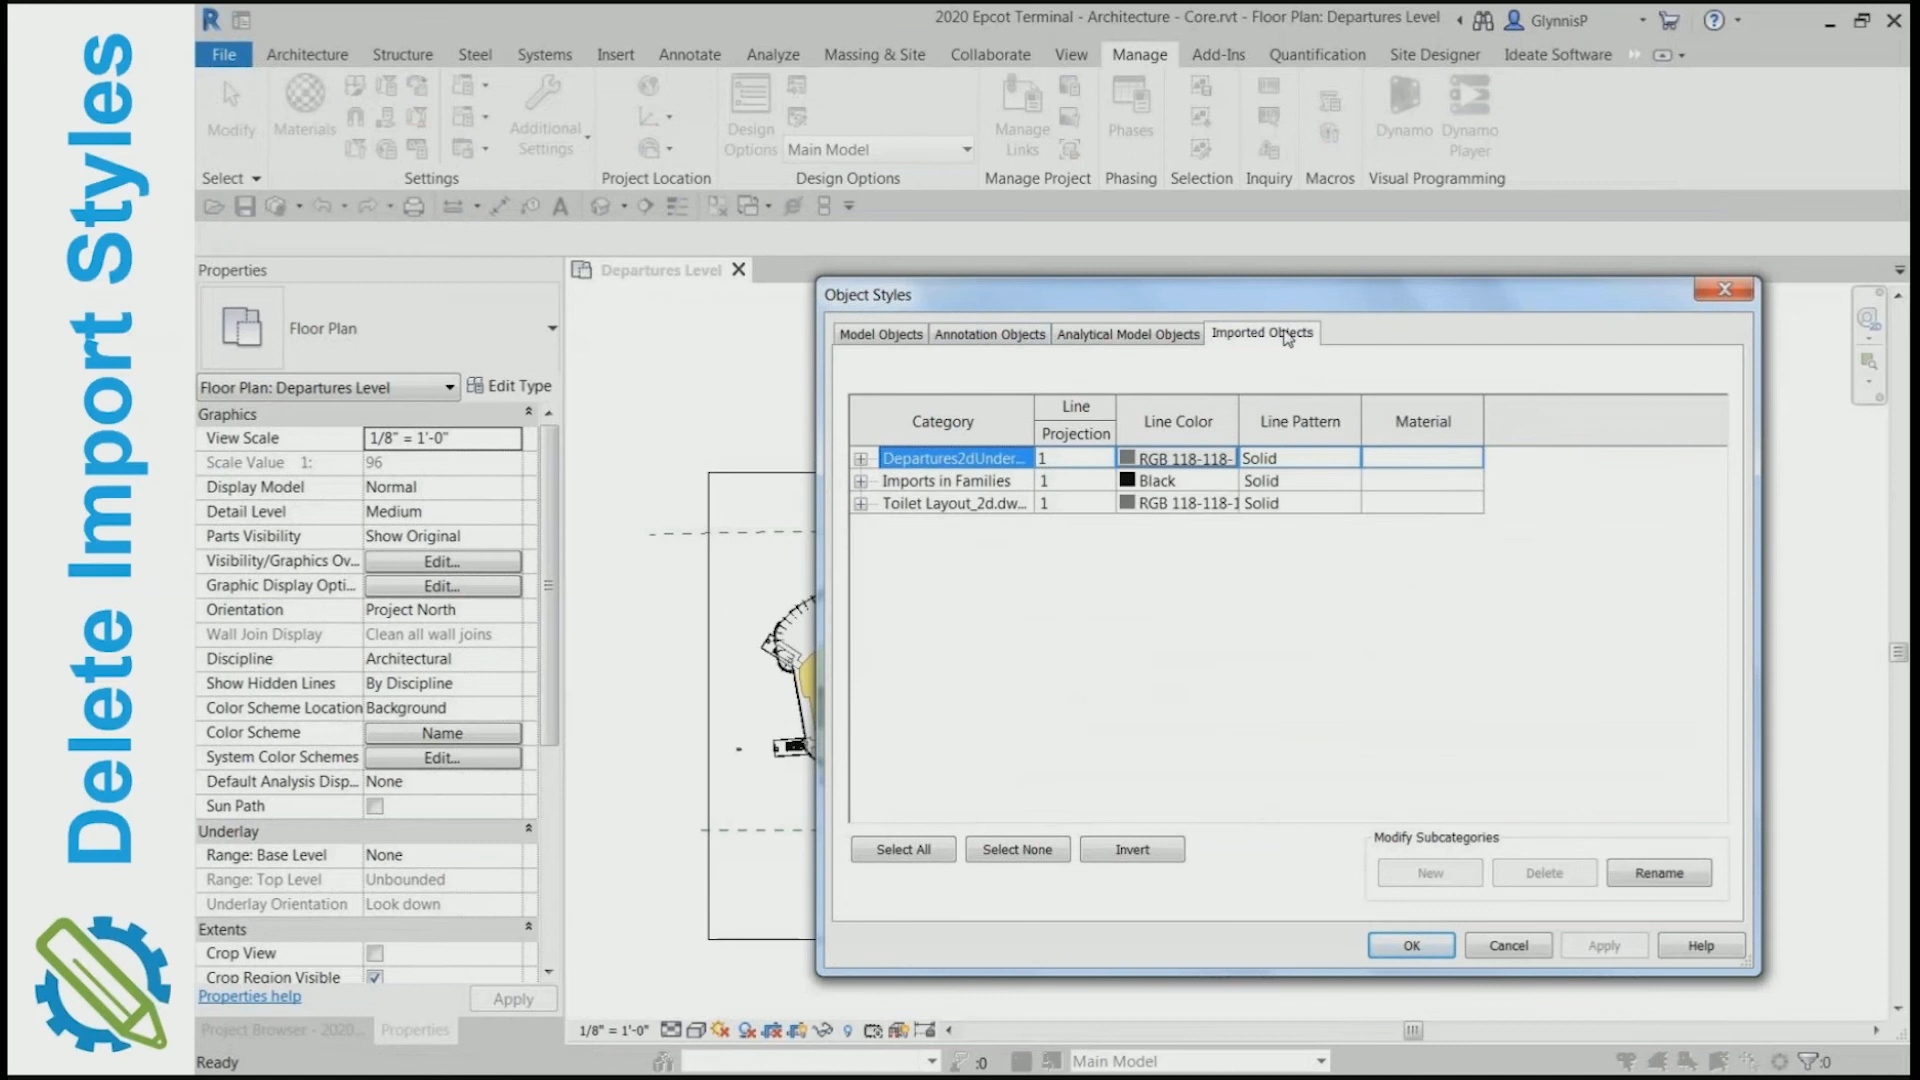 Delete Import Styles
R
2020 Epcot Terminal - Architecture - Core.rvt - Floor Plan: Departures Level
GlynnisP
File Architecture Structure Steel Systems Insert Annotate Analyze Massing & Site Collaborate View Manage Add-Ins Quantification Site Designer Ideate Software
Modify
Materials
Additional Settings
Design Options
Main Model
Manage Links
Phases
Dynamo
Dynamo Player
Select Settings Project Location Design Options Manage Project Phasing Selection Inquiry Macros Visual Programming
Properties
Departures Level
Floor Plan
Floor Plan: Departures Level
Edit Type
Graphics
View Scale 1/8" = 1'-0"
Scale Value 1: 96
Display Model Normal
Detail Level Medium
Parts Visibility Show Original
Visibility/Graphics Ov... Edit...
Graphic Display Opti... Edit...
Orientation Project North
Wall Join Display Clean all wall joins
Discipline Architectural
Show Hidden Lines By Discipline
Color Scheme Location Background
Color Scheme Name
System Color Schemes Edit...
Default Analysis Disp... None
Sun Path
Underlay
Range: Base Level None
Range: Top Level Unbounded
Underlay Orientation Look down
Extents
Crop View
Crop Region Visible
Properties help
Apply
Project Browser - 2020...
Properties
Object Styles
Model Objects Annotation Objects Analytical Model Objects Imported Objects
Category Line Projection Line Color Line Pattern Material
Departures2dUnder... 1 RGB 118-118- Solid
Imports in Families 1 Black Solid
Toilet Layout_2d.dw... 1 RGB 118-118-1 Solid
Select All Select None Invert
Modify Subcategories
New Delete Rename
OK Cancel Apply Help
1/8" = 1'-0"
Ready
:0
Main Model
:0